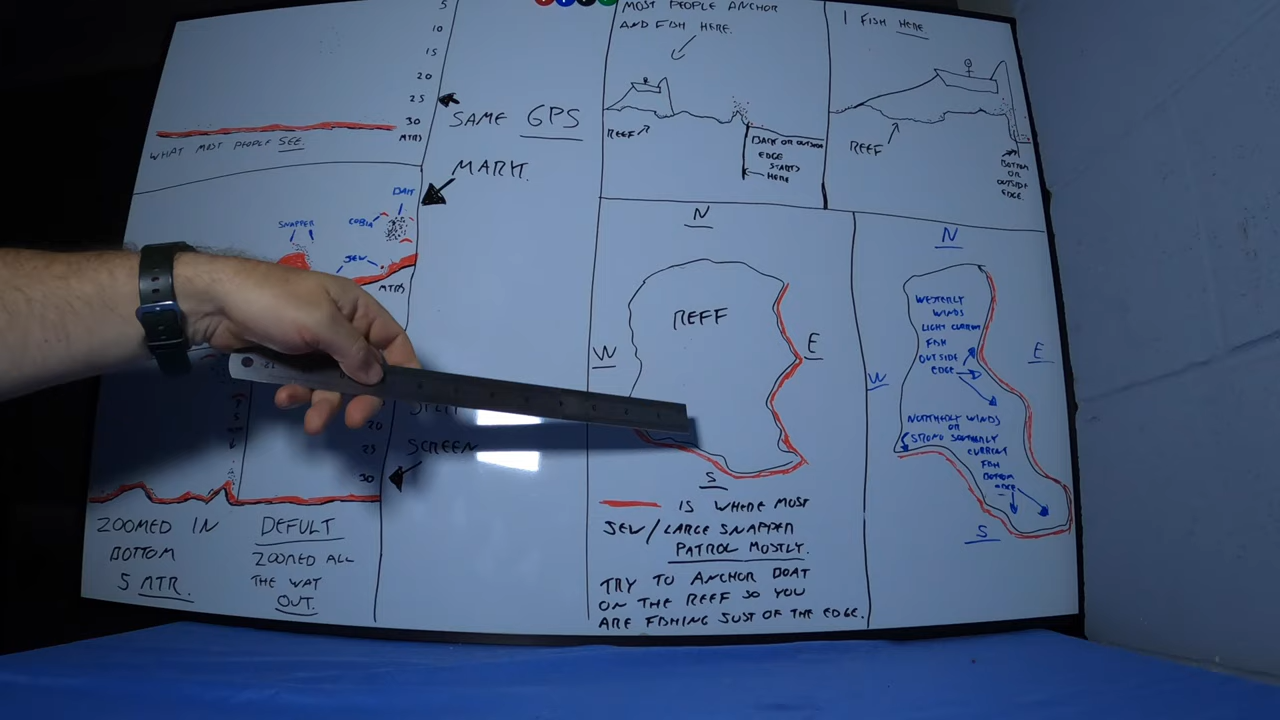 5
10
15
20
25
30
MTRS
WHAT MOST PEOPLE SEE.
SAME GPS
MARK.
BAIT
COBIA
SNAPPER
JEW
MTRS
SPLIT
SCREEN
20
25
30
ZOOMED IN
BOTTOM
5 MTR.
DEFULT
ZOOMED ALL
THE WAY
OUT.
MOST PEOPLE ANCHOR
AND FISH HERE.
REEF
BACK OR OUTSIDE
EDGE
STARTS
HERE
I FISH HERE.
REEF
BOTTOM
OR
OUTSIDE
EDGE.
N
REFF
W
E
S
IS WHERE MOST
JEW/LARGE SNAPPER
PATROL MOSTLY.
TRY TO ANCHOR BOAT
ON THE REEF SO YOU
ARE FISHING JUST OF THE EDGE.
N
WESTERLY
WINDS
LIGHT CURRENT
FISH
OUTSIDE
EDGE
E
W
NORTHERLY WINDS
OR
STRONG SOUTHERLY
CURRENT
FISH
BOTTOM
EDGE
S